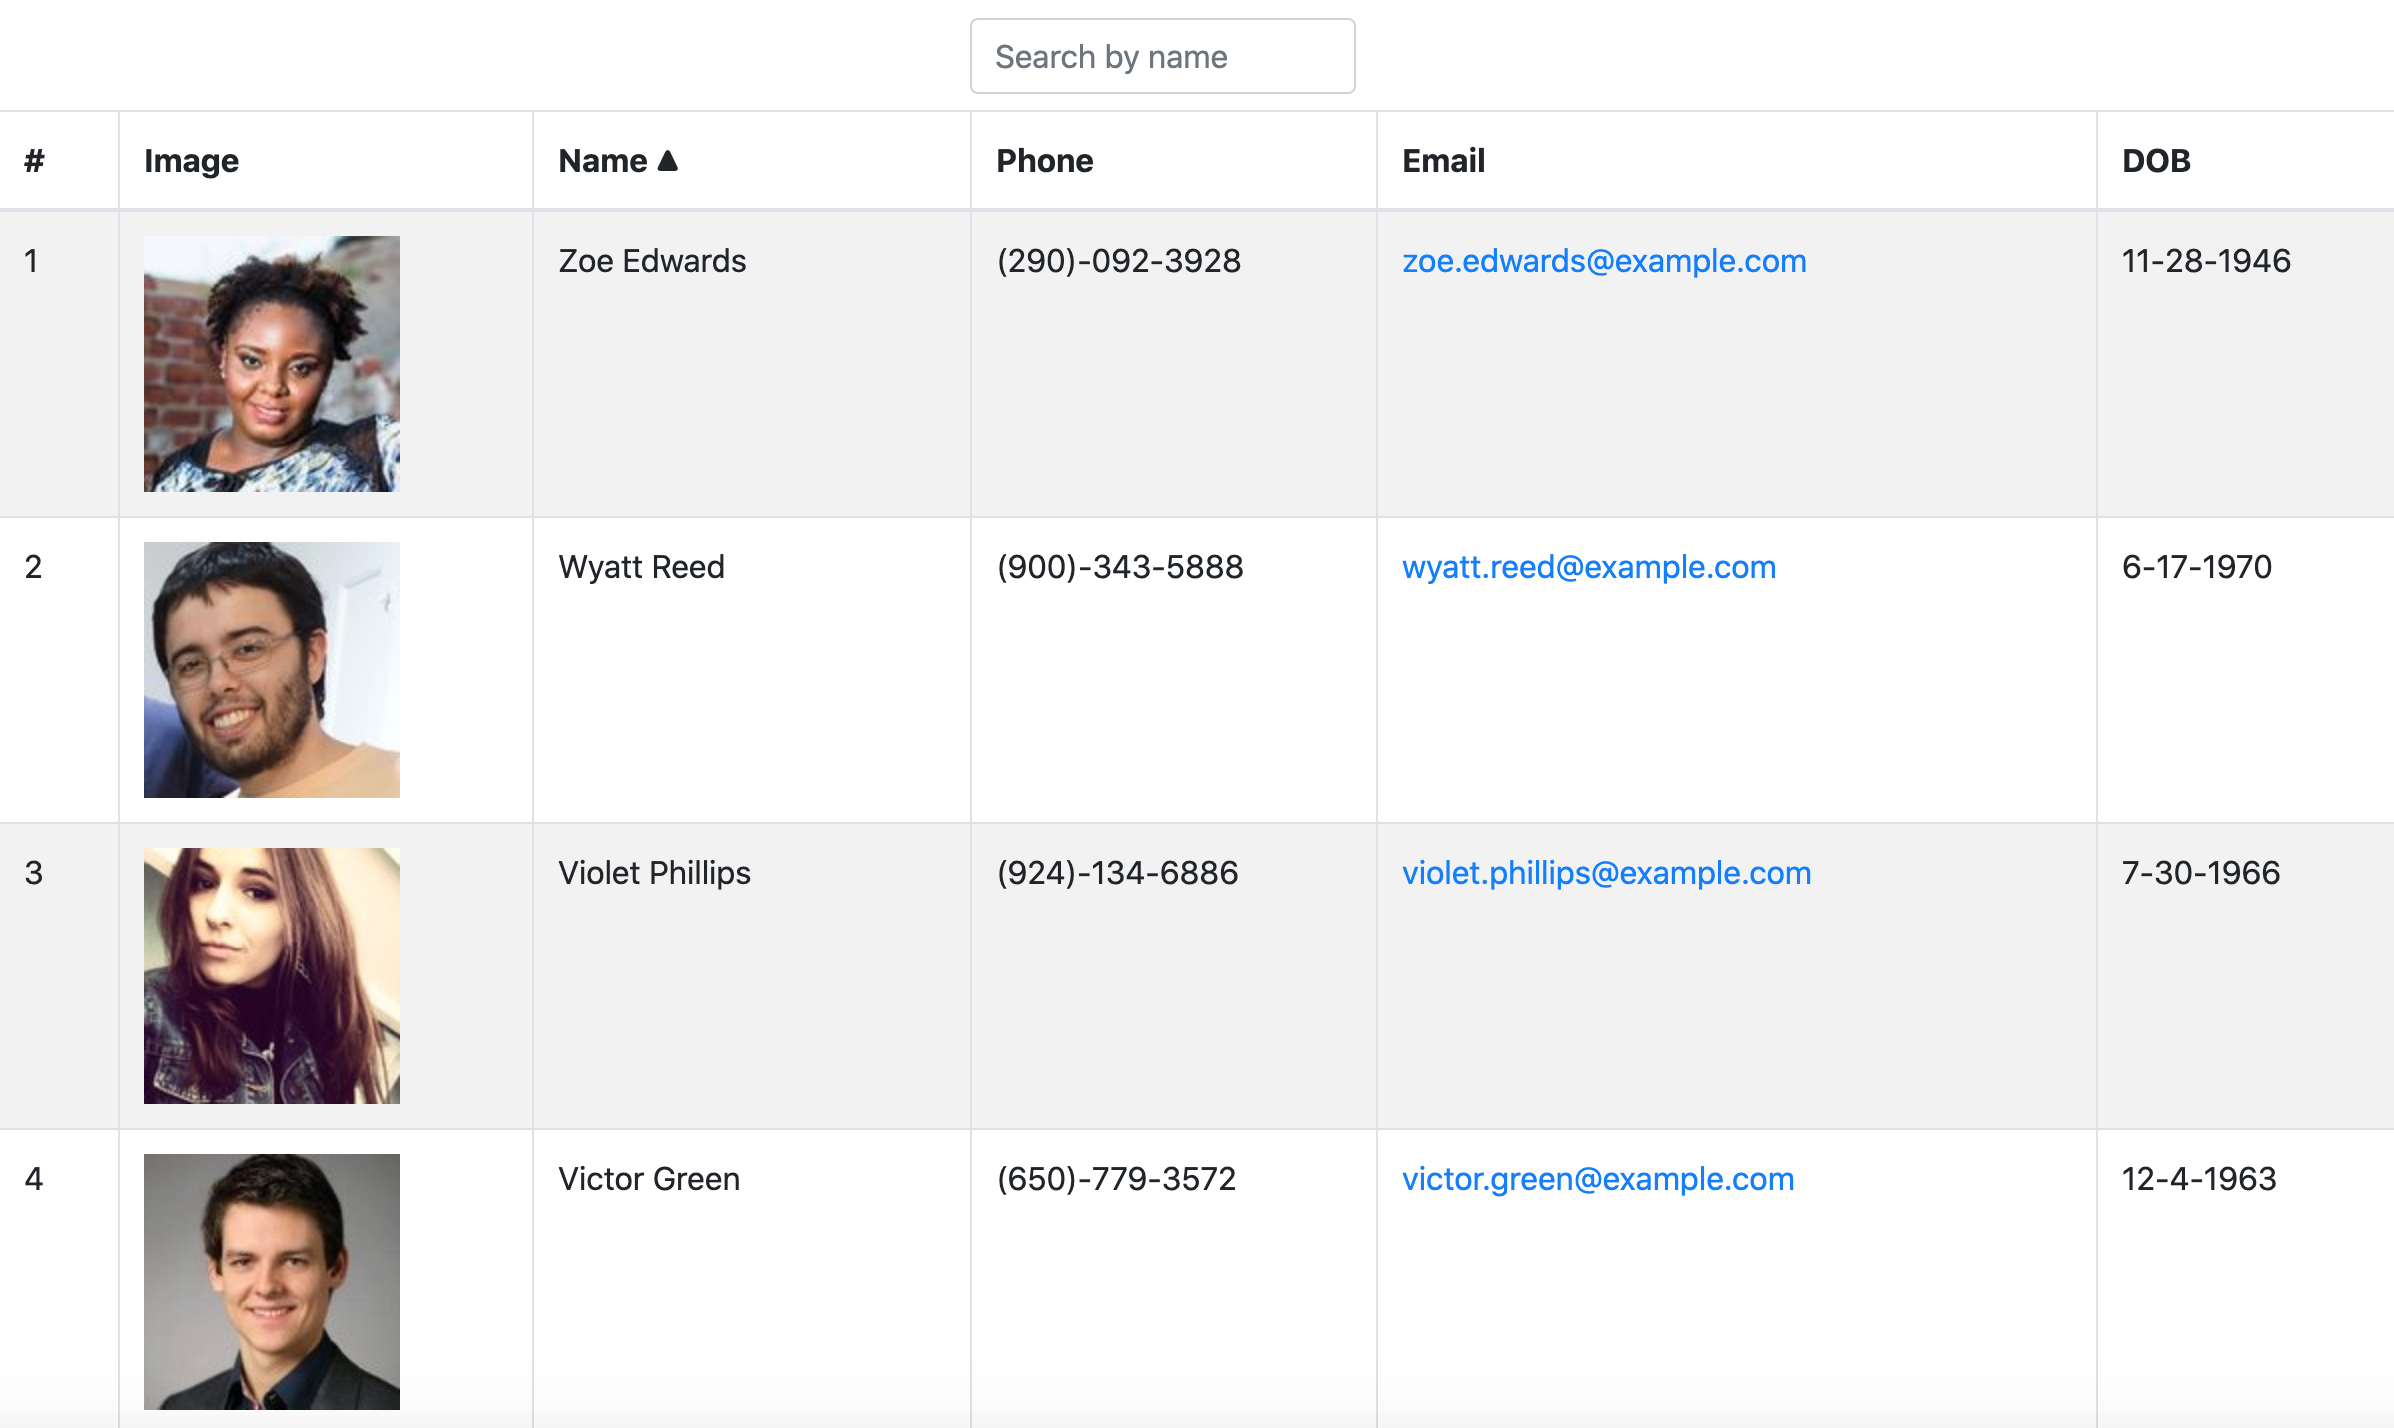 Search by name
# Image Name ▲ Phone Email DOB
1 Zoe Edwards (290)-092-3928 zoe.edwards@example.com 11-28-1946
2 Wyatt Reed (900)-343-5888 wyatt.reed@example.com 6-17-1970
3 Violet Phillips (924)-134-6886 violet.phillips@example.com 7-30-1966
4 Victor Green (650)-779-3572 victor.green@example.com 12-4-1963